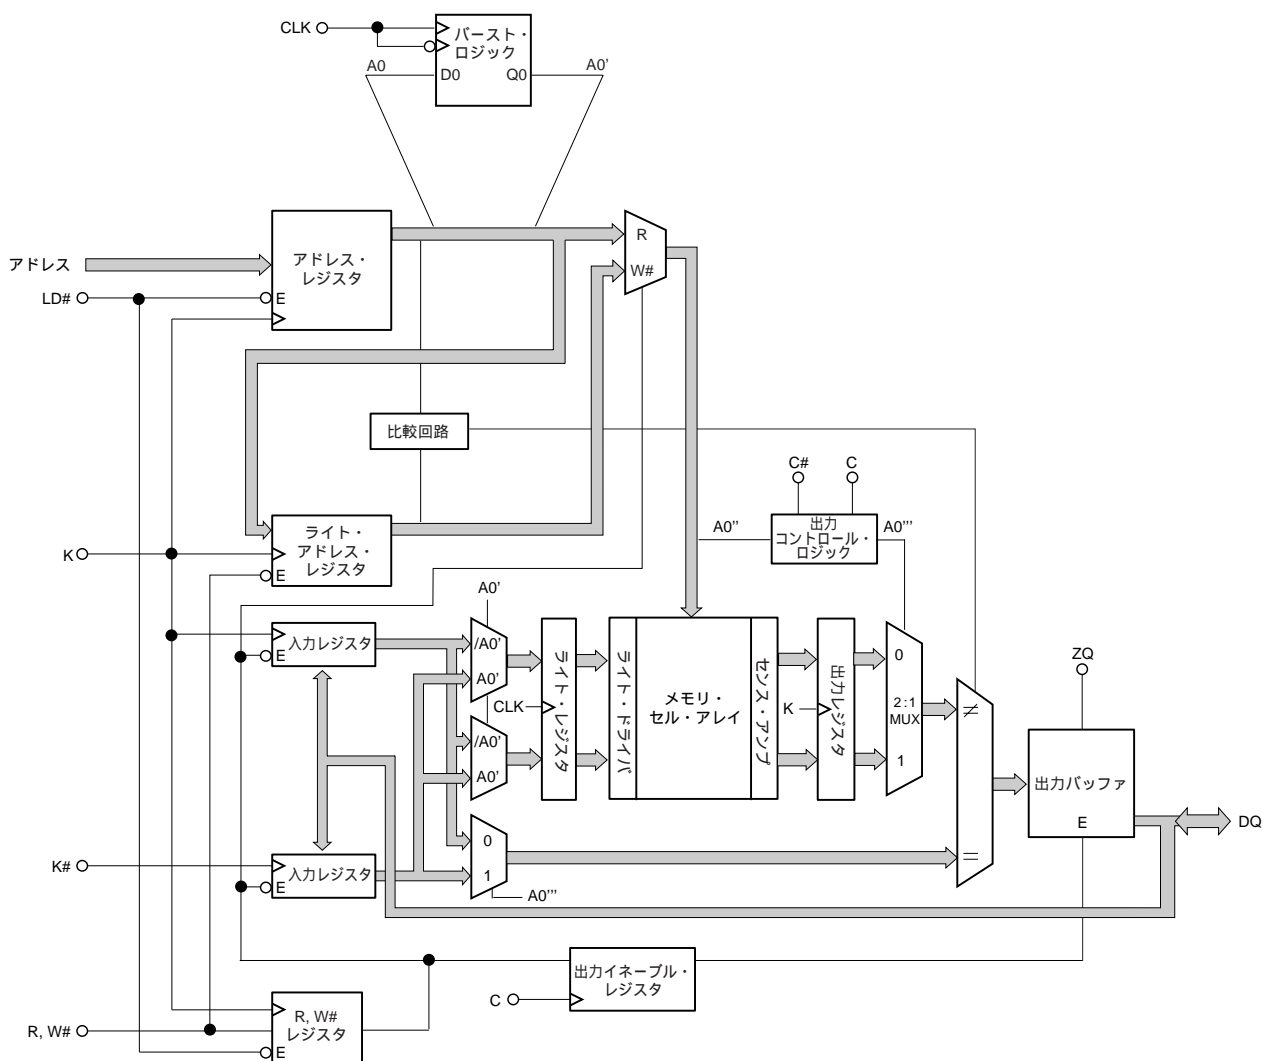 CLK
バースト・
ロジック
A0
D0
Q0
A0'
アドレス
アドレス・
レジスタ
LD#
E
R
W#
比較回路
C#
C
ライト・
アドレス・
レジスタ
A0''
出力
コントロール・
ロジック
A0'''
K
E
A0'
入力レジスタ
E
/A0'
A0'
CLK
/A0'
A0'
ライト・レジスタ
ライト・ドライバ
メモリ・
セル・アレイ
センス・アンプ
K
出力レジスタ
0
2 : 1
MUX
1
≠
ZQ
出力バッファ
E
DQ
K#
入力レジスタ
E
0
1
=
A0'''
出力イネーブル・
レジスタ
C
R, W#
R, W#
レジスタ
E